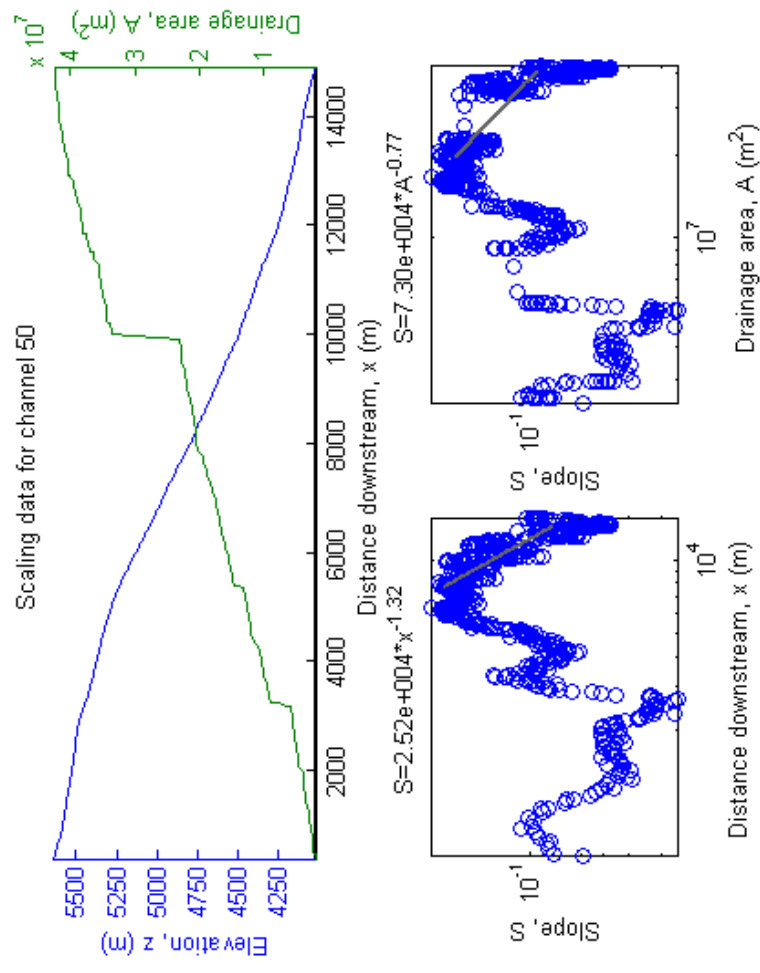 Scaling data for channel 50
x 10^7
Elevation, z (m)
5500
5250
5000
4750
4500
4250
Drainage area, A (m^2)
4
3
2
1
2000 4000 6000 8000 10000 12000 14000
Distance downstream, x (m)
S=2.52e+004*x^-1.32
Slope, S
10^-1
10^4
Distance downstream, x (m)
S=7.30e+004*A^-0.77
Slope, S
10^-1
10^7
Drainage area, A (m^2)